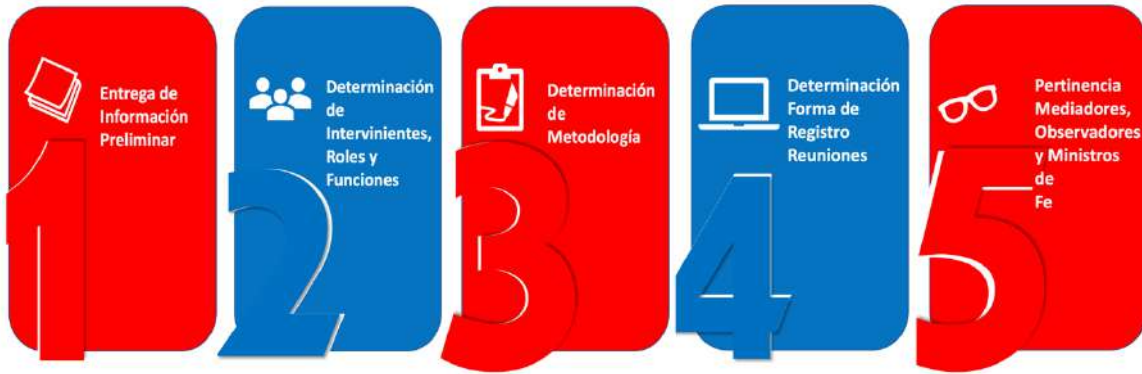 1
Entrega de
Información
Preliminar
2
Determinación
de
Intervinientes,
Roles y
Funciones
3
Determinación
de
Metodología
4
Determinación
Forma de
Registro
Reuniones
5
Pertinencia
Mediadores,
Observadores
y Ministros
de
Fe